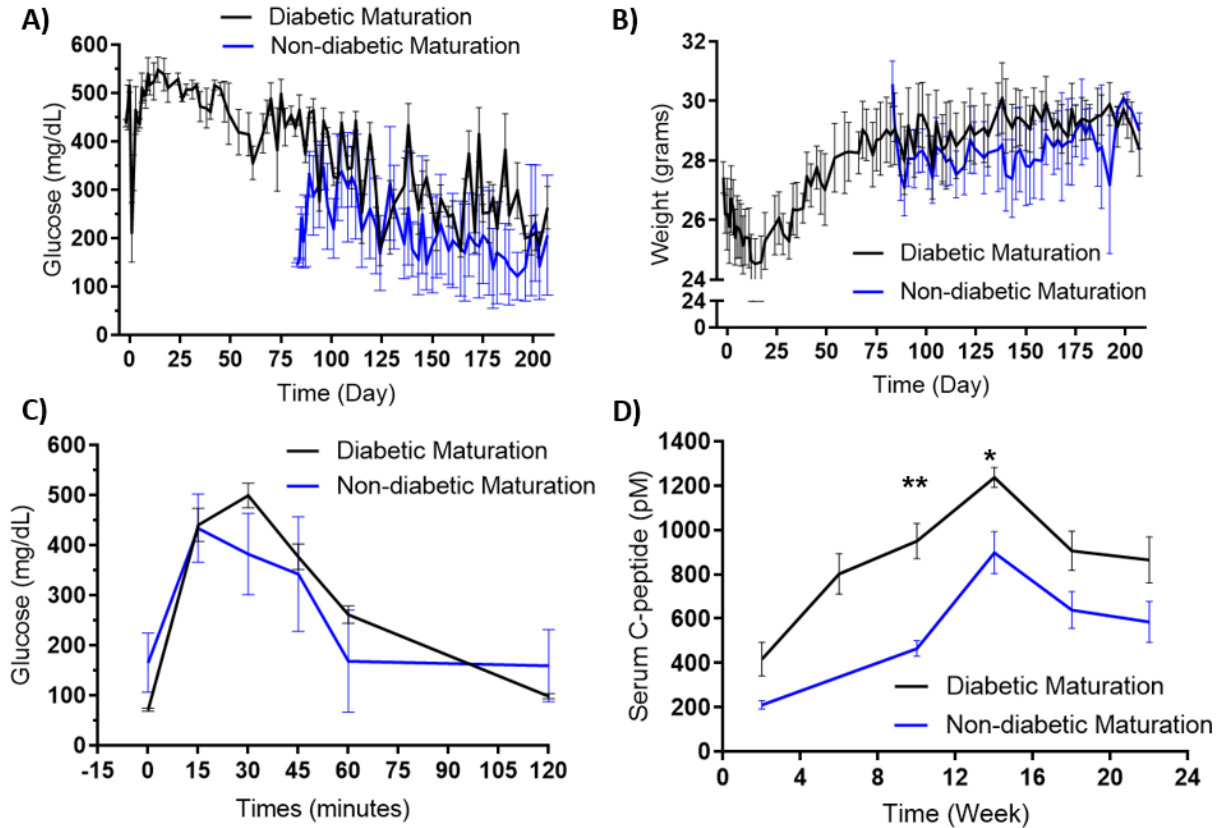 A)
Diabetic Maturation
Non-diabetic Maturation
600
500
400
300
200
100
0
Glucose (mg/dL)
0 25 50 75 100 125 150 175 200
Time (Day)
B)
32
30
28
26
24
24
0
Weight (grams)
Diabetic Maturation
Non-diabetic Maturation
0 25 50 75 100 125 150 175 200
Time (Day)
C)
Diabetic Maturation
Non-diabetic Maturation
600
500
400
300
200
100
0
Glucose (mg/dL)
-15 0 15 30 45 60 75 90 105 120
Times (minutes)
D)
1400
1200
1000
800
600
400
200
0
Serum C-peptide (pM)
**
*
Diabetic Maturation
Non-diabetic Maturation
0 4 8 12 16 20 24
Time (Week)